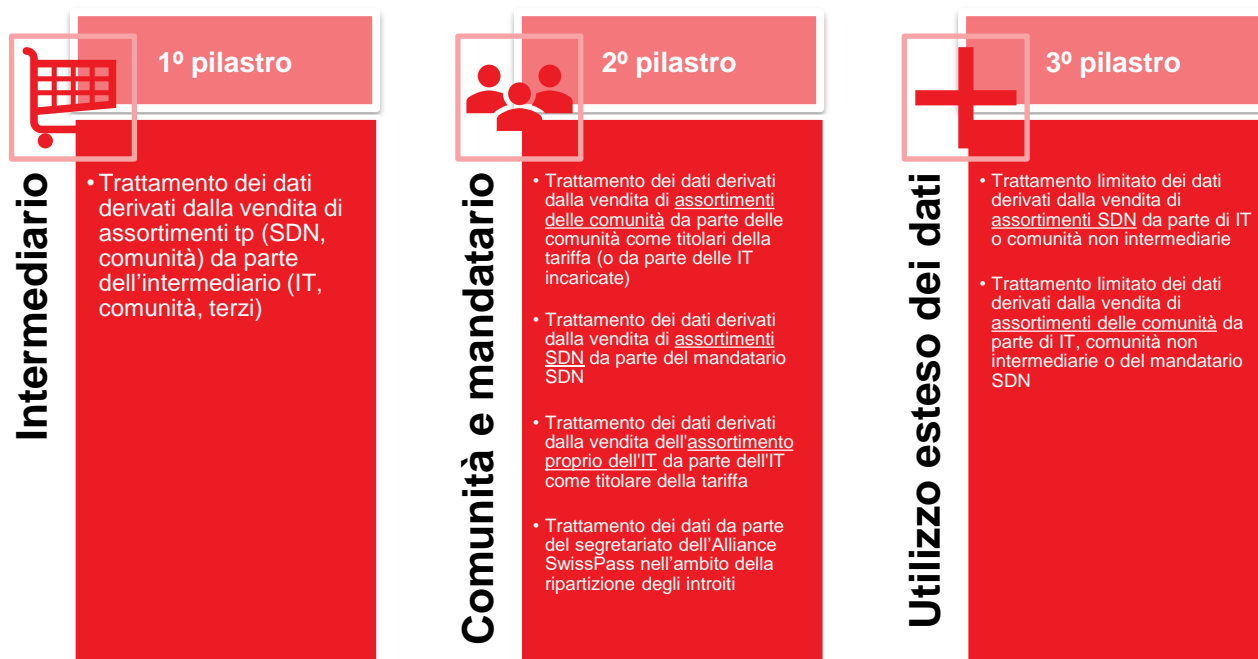 1º pilastro
Intermediario
• Trattamento dei dati
derivati dalla vendita di
assortimenti tp (SDN,
comunità) da parte
dell’intermediario (IT,
comunità, terzi)
2º pilastro
Comunità e mandatario
• Trattamento dei dati derivati
dalla vendita di assortimenti
delle comunità da parte delle
comunità come titolari della
tariffa (o da parte delle IT
incaricate)
• Trattamento dei dati derivati
dalla vendita di assortimenti
SDN da parte del mandatario
SDN
• Trattamento dei dati derivati
dalla vendita dell'assortimento
proprio dell'IT da parte dell'IT
come titolare della tariffa
• Trattamento dei dati da parte
del segretariato dell’Alliance
SwissPass nell’ambito della
ripartizione degli introiti
3º pilastro
Utilizzo esteso dei dati
• Trattamento limitato dei dati
derivati dalla vendita di
assortimenti SDN da parte di IT
o comunità non intermediarie
• Trattamento limitato dei dati
derivati dalla vendita di
assortimenti delle comunità da
parte di IT, comunità non
intermediarie o del mandatario
SDN